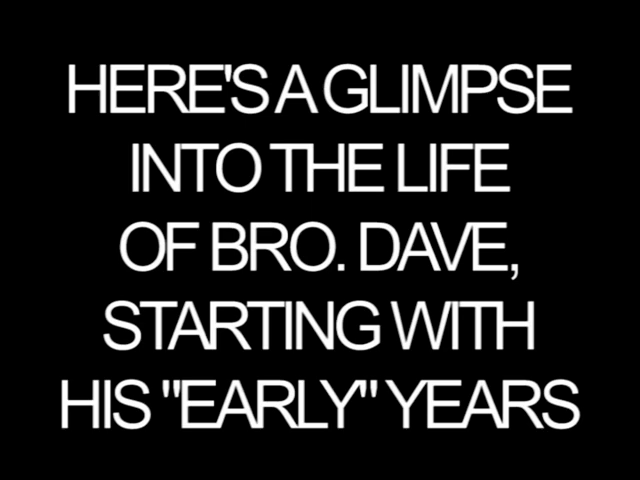 HERE'S A GLIMPSE
INTO THE LIFE
OF BRO. DAVE,
STARTING WITH
HIS "EARLY" YEARS